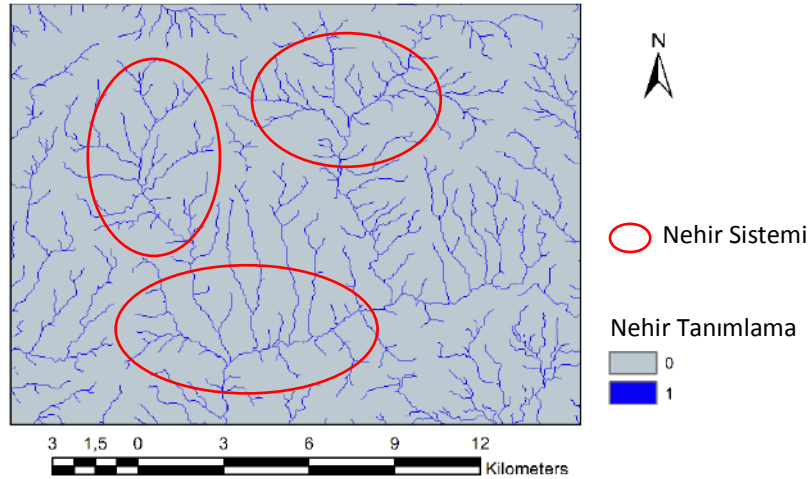 N
Nehir Sistemi
Nehir Tanımlama
0
1
3 1,5 0 3 6 9 12
Kilometers